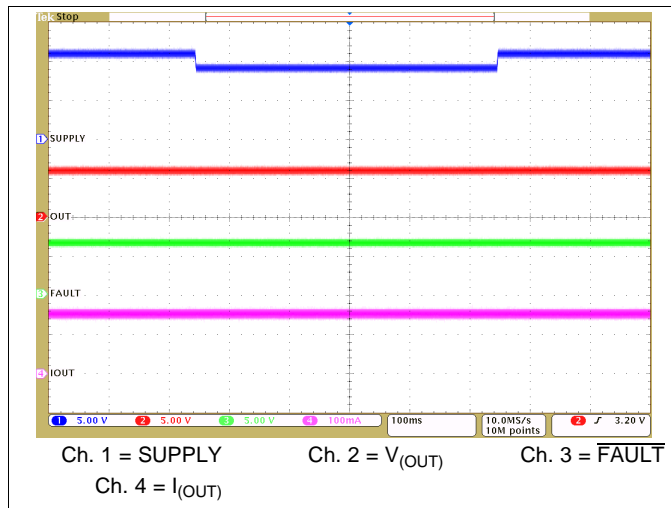 Tek Stop
1 SUPPLY
2 OUT
3 FAULT
4 IOUT
1 5.00 V 2 5.00 V 3 5.00 V 4 100mA 100ms 10.0MS/s 10M points 2 ʃ 3.20 V
Ch. 1 = SUPPLY Ch. 2 = V(OUT) Ch. 3 = FAULT
Ch. 4 = I(OUT)